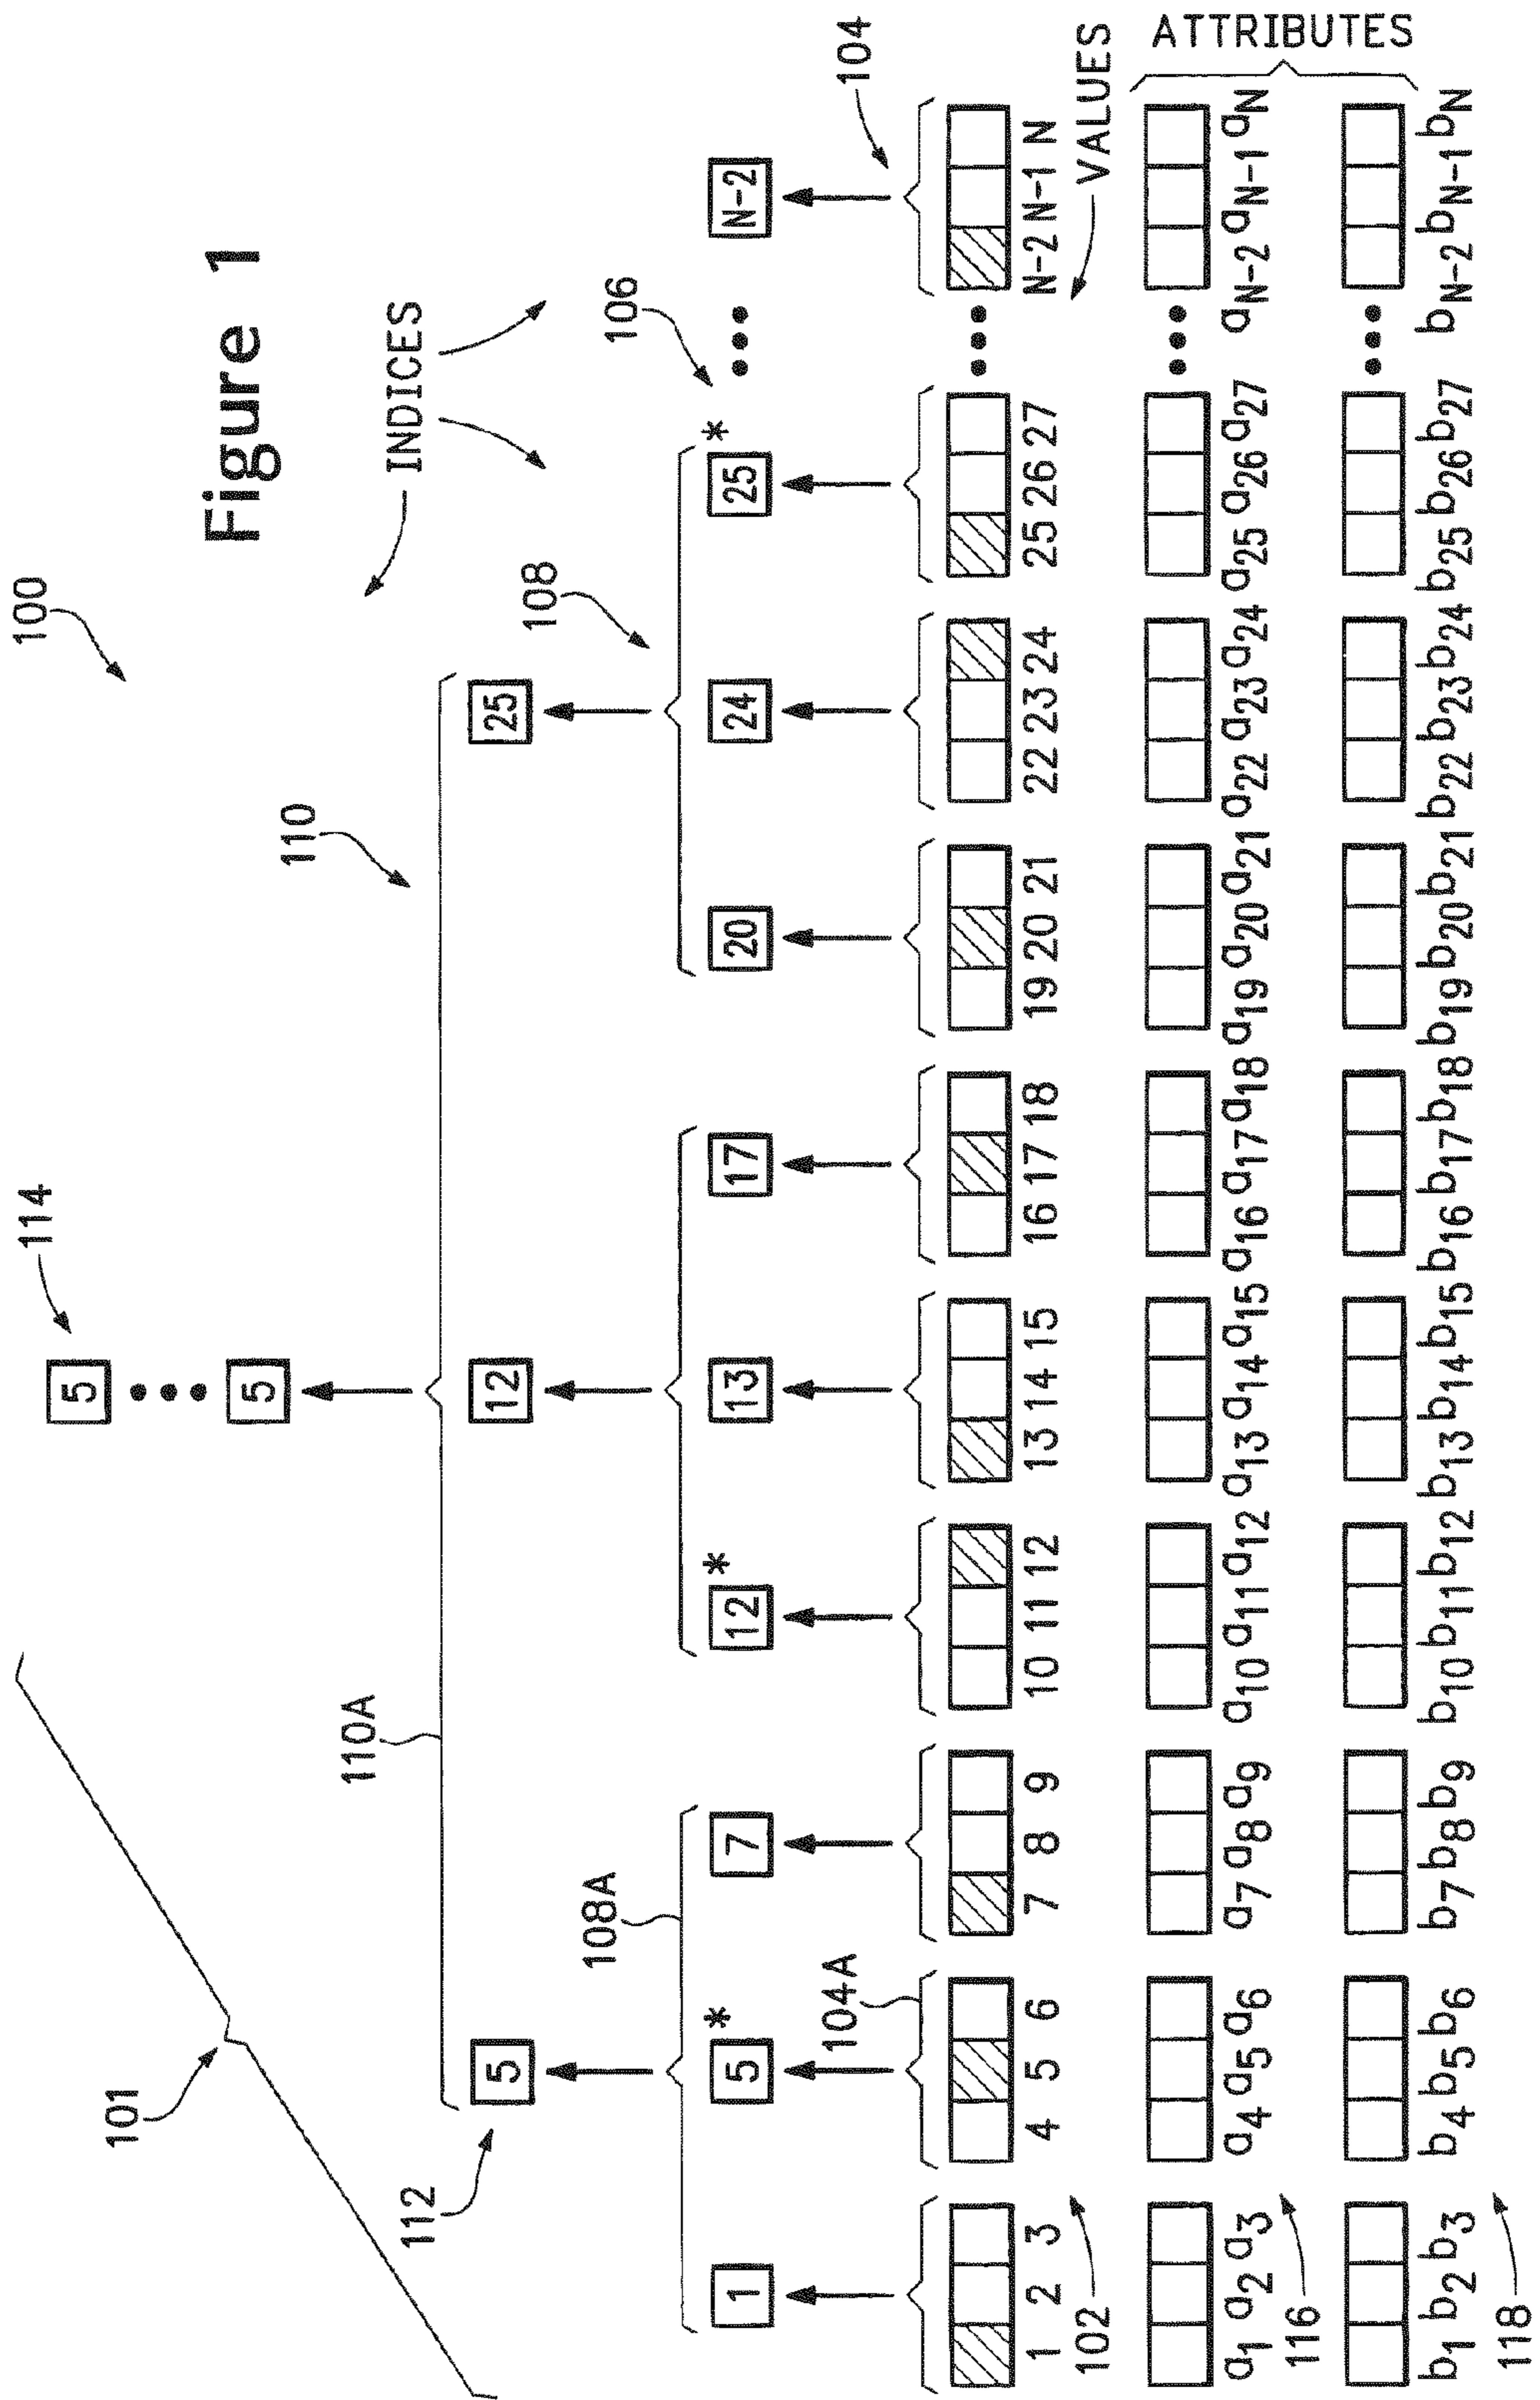 Figure 1
100
101
114
5
5
INDICES
110
110A
112
5
12
25
108
108A
106
1 5 * 7 12 * 13 17 20 24 25 * N-2
104A
104
1 2 3 4 5 6 7 8 9 10 11 12 13 14 15 16 17 18 19 20 21 22 23 24 25 26 27 N-2 N-1 N
102
VALUES
ATTRIBUTES
a1 a2 a3 a4 a5 a6 a7 a8 a9 a10 a11 a12 a13 a14 a15 a16 a17 a18 a19 a20 a21 a22 a23 a24 a25 a26 a27 aN-2 aN-1 aN
116
b1 b2 b3 b4 b5 b6 b7 b8 b9 b10 b11 b12 b13 b14 b15 b16 b17 b18 b19 b20 b21 b22 b23 b24 b25 b26 b27 bN-2 bN-1 bN
118